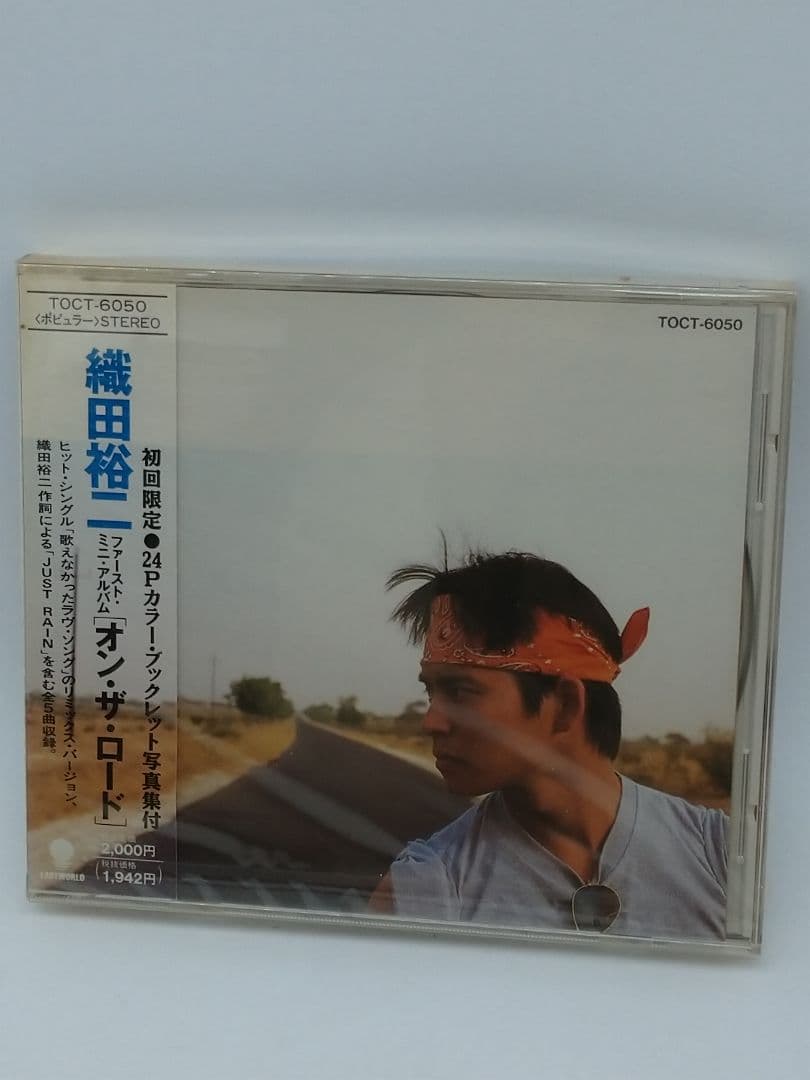 TOCT-6050
〈ポピュラー〉STEREO
初回限定●24Pカラー・ブックレット写真集付
織田裕二
ファースト・
ミニ・アルバム
[オン・ザ・ロード]
ヒット・シングル「歌えなかったラヴ・ソング」のリミックス・バージョン、
織田裕二作詞による「JUST RAIN」を含む全5曲収録。
2,000円
税抜価格
1,942円
EASTWORLD
TOCT-6050